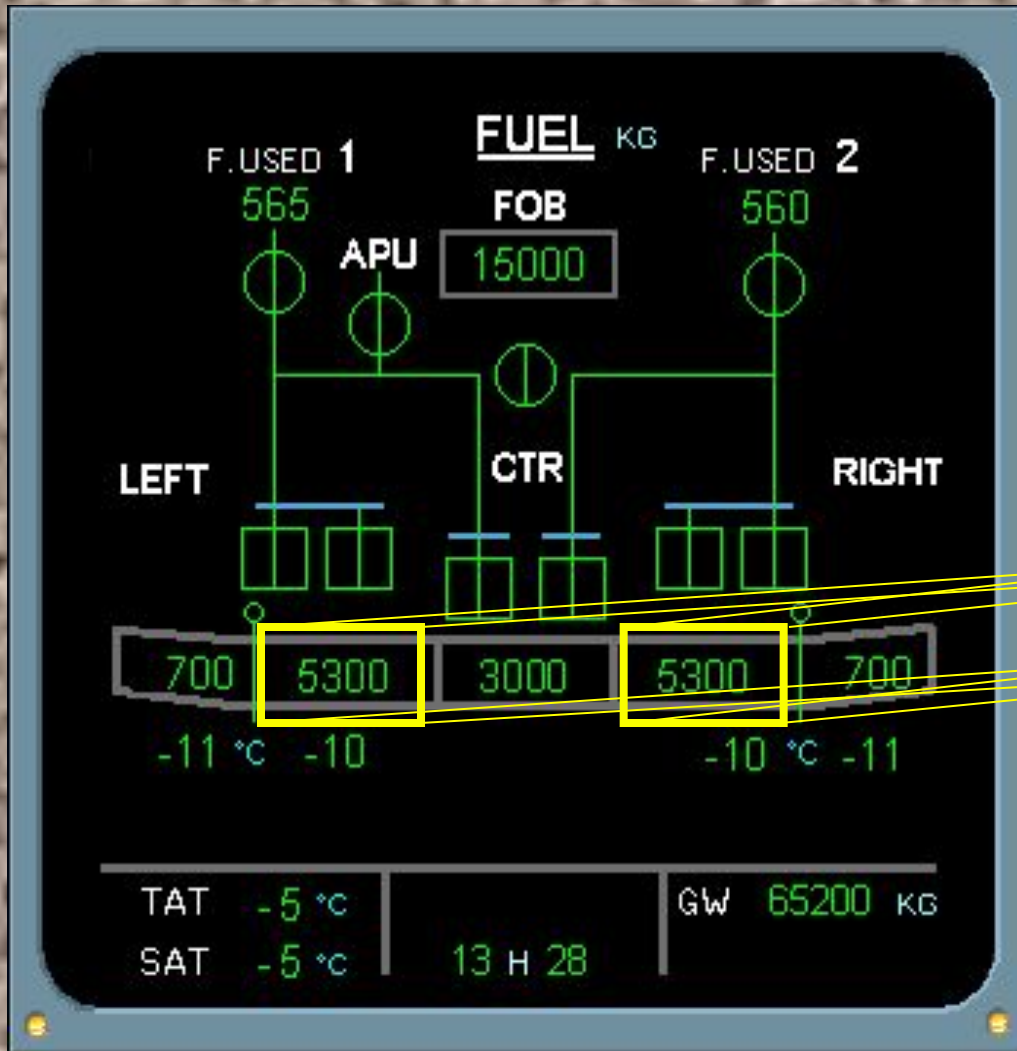 FUEL KG
F.USED 1
F.USED 2
565
FOB
560
APU
15000
LEFT
CTR
RIGHT
700 5300 3000 5300 700
-11 °C -10
-10 °C -11
TAT -5 °C
GW 65200 KG
SAT -5 °C
13 H 28